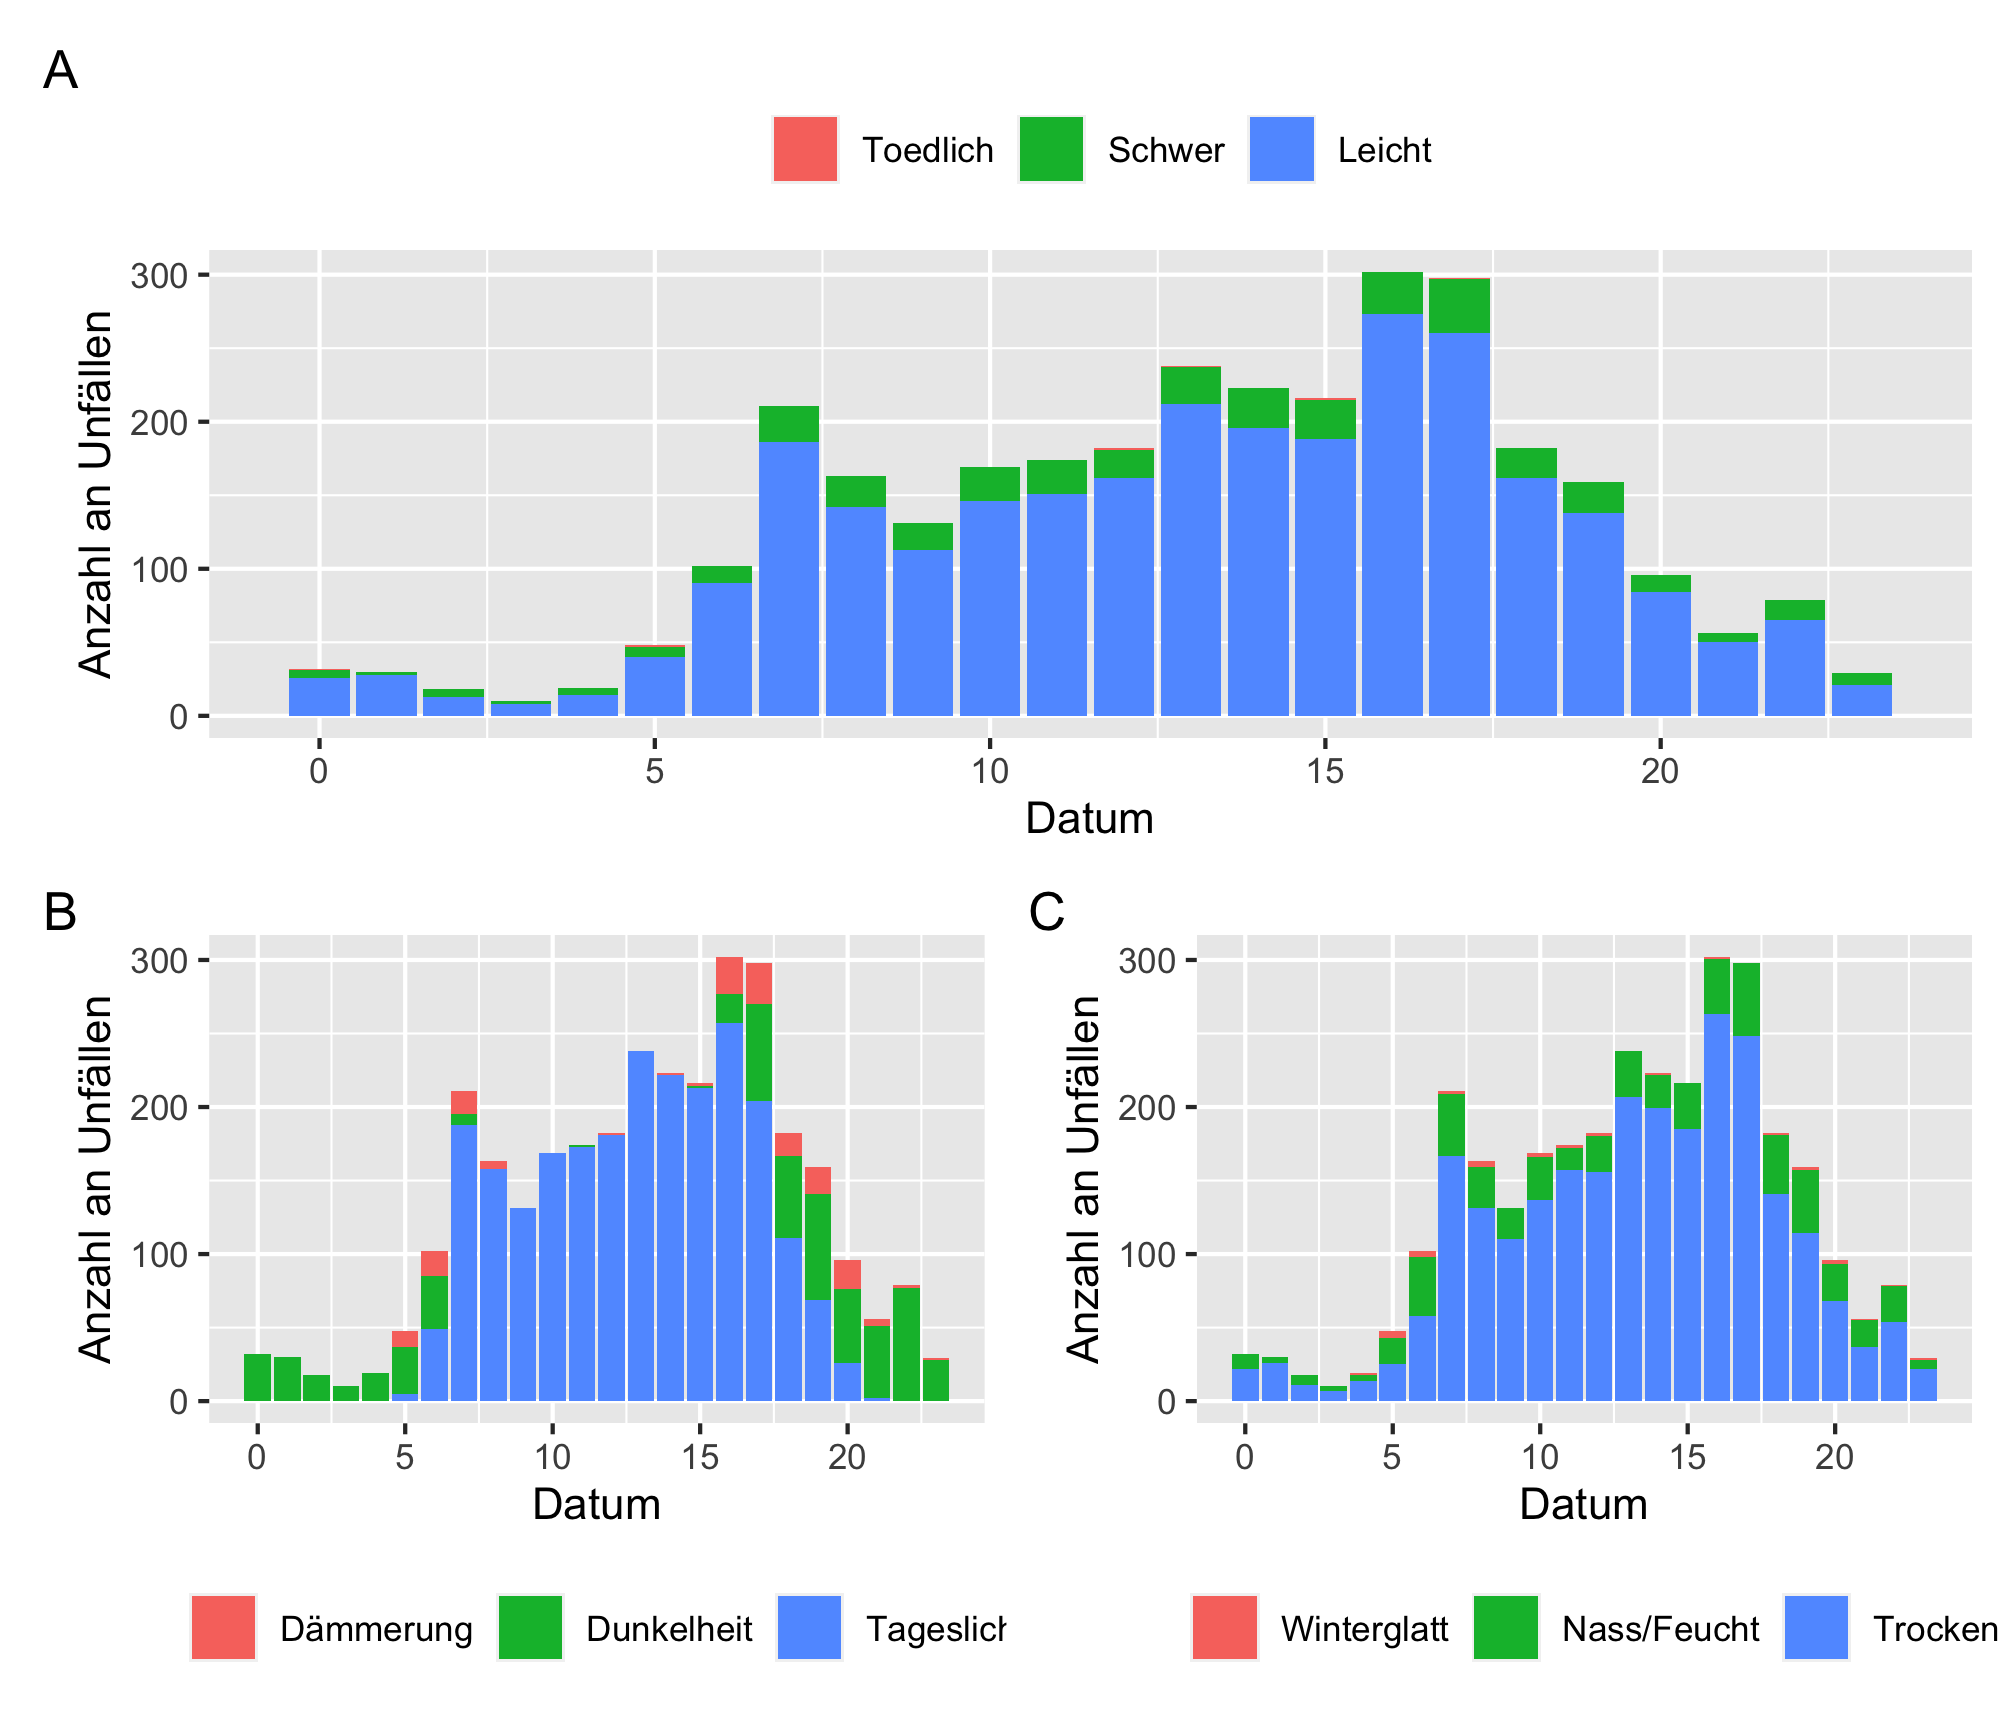 A
Toedlich Schwer Leicht
300
200
100
0
Anzahl an Unfällen
0 5 10 15 20
Datum
B
300
200
100
0
Anzahl an Unfällen
0 5 10 15 20
Datum
Dämmerung Dunkelheit Tageslich
C
300
200
100
0
Anzahl an Unfällen
0 5 10 15 20
Datum
Winterglatt Nass/Feucht Trocken